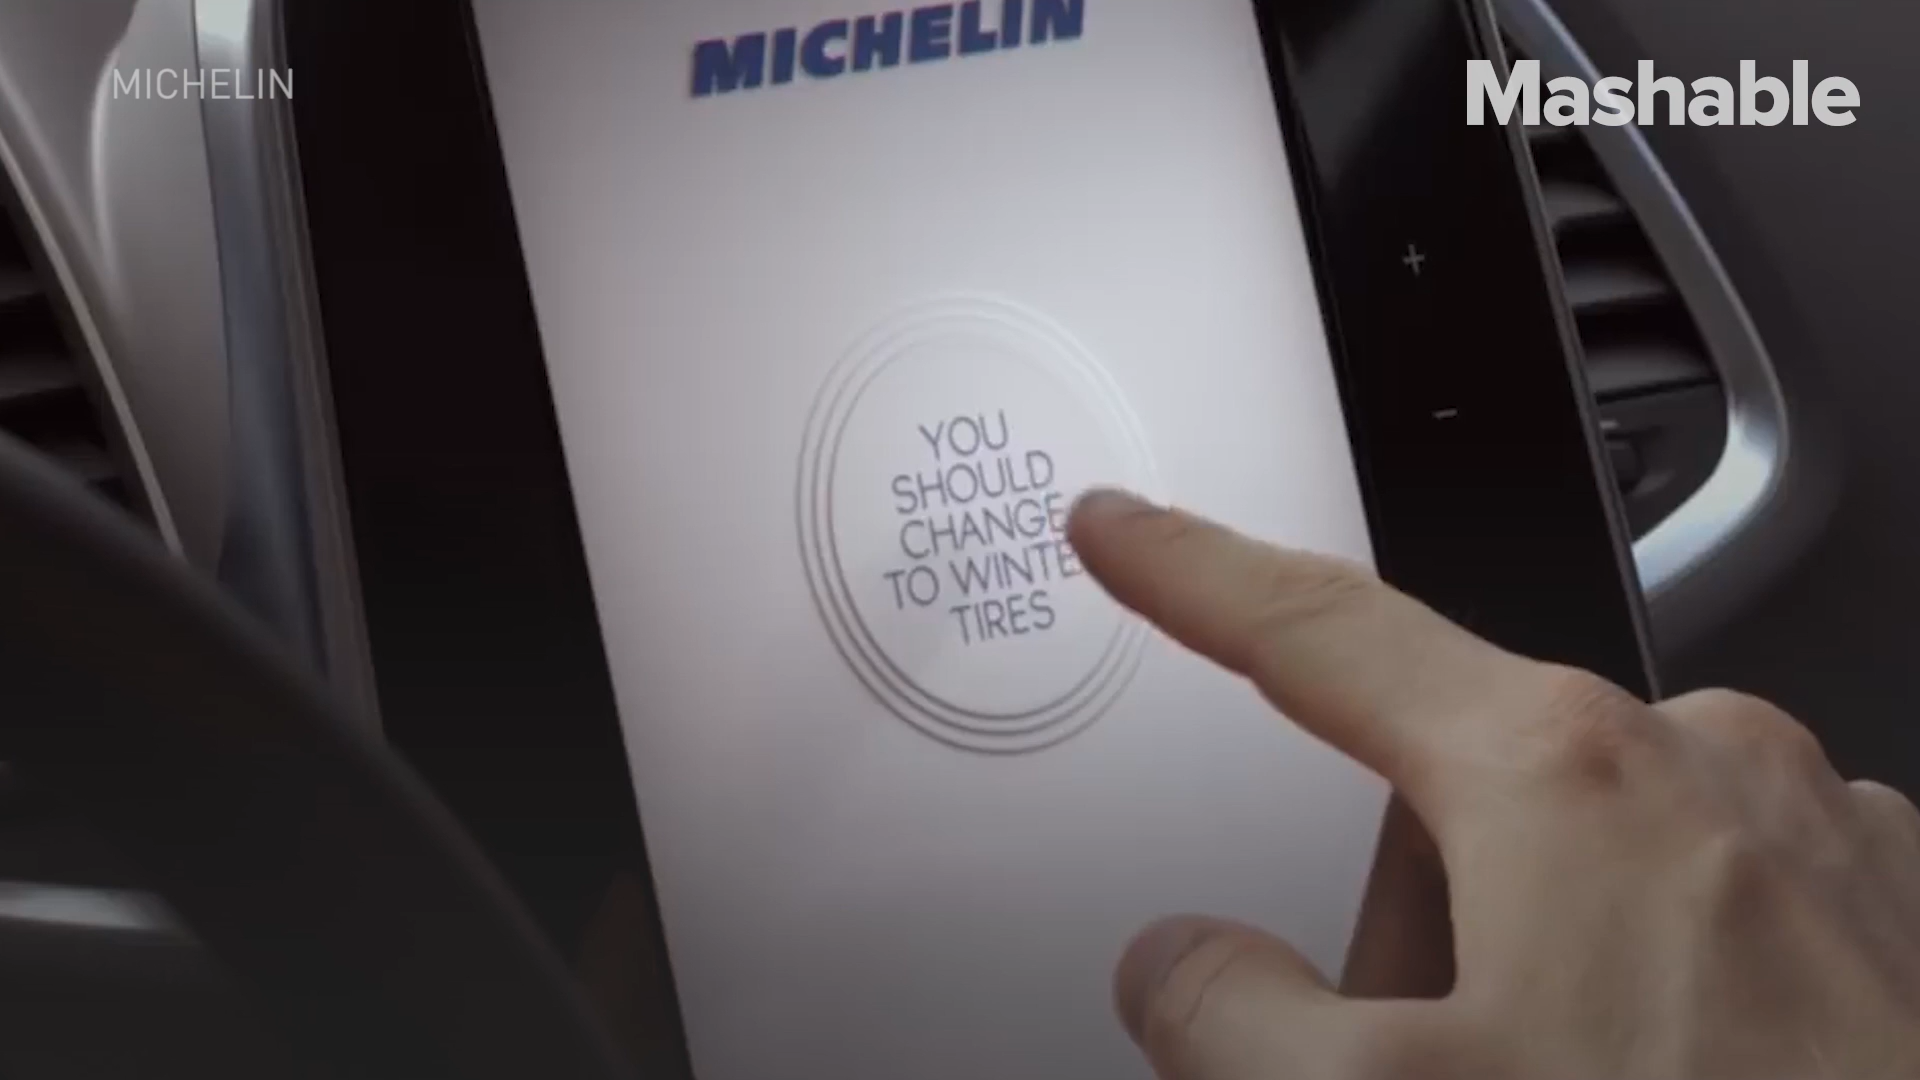 MICHELIN
MICHELIN
Mashable
+
YOU
SHOULD
CHANGE
TO WINTE
TIRES
-